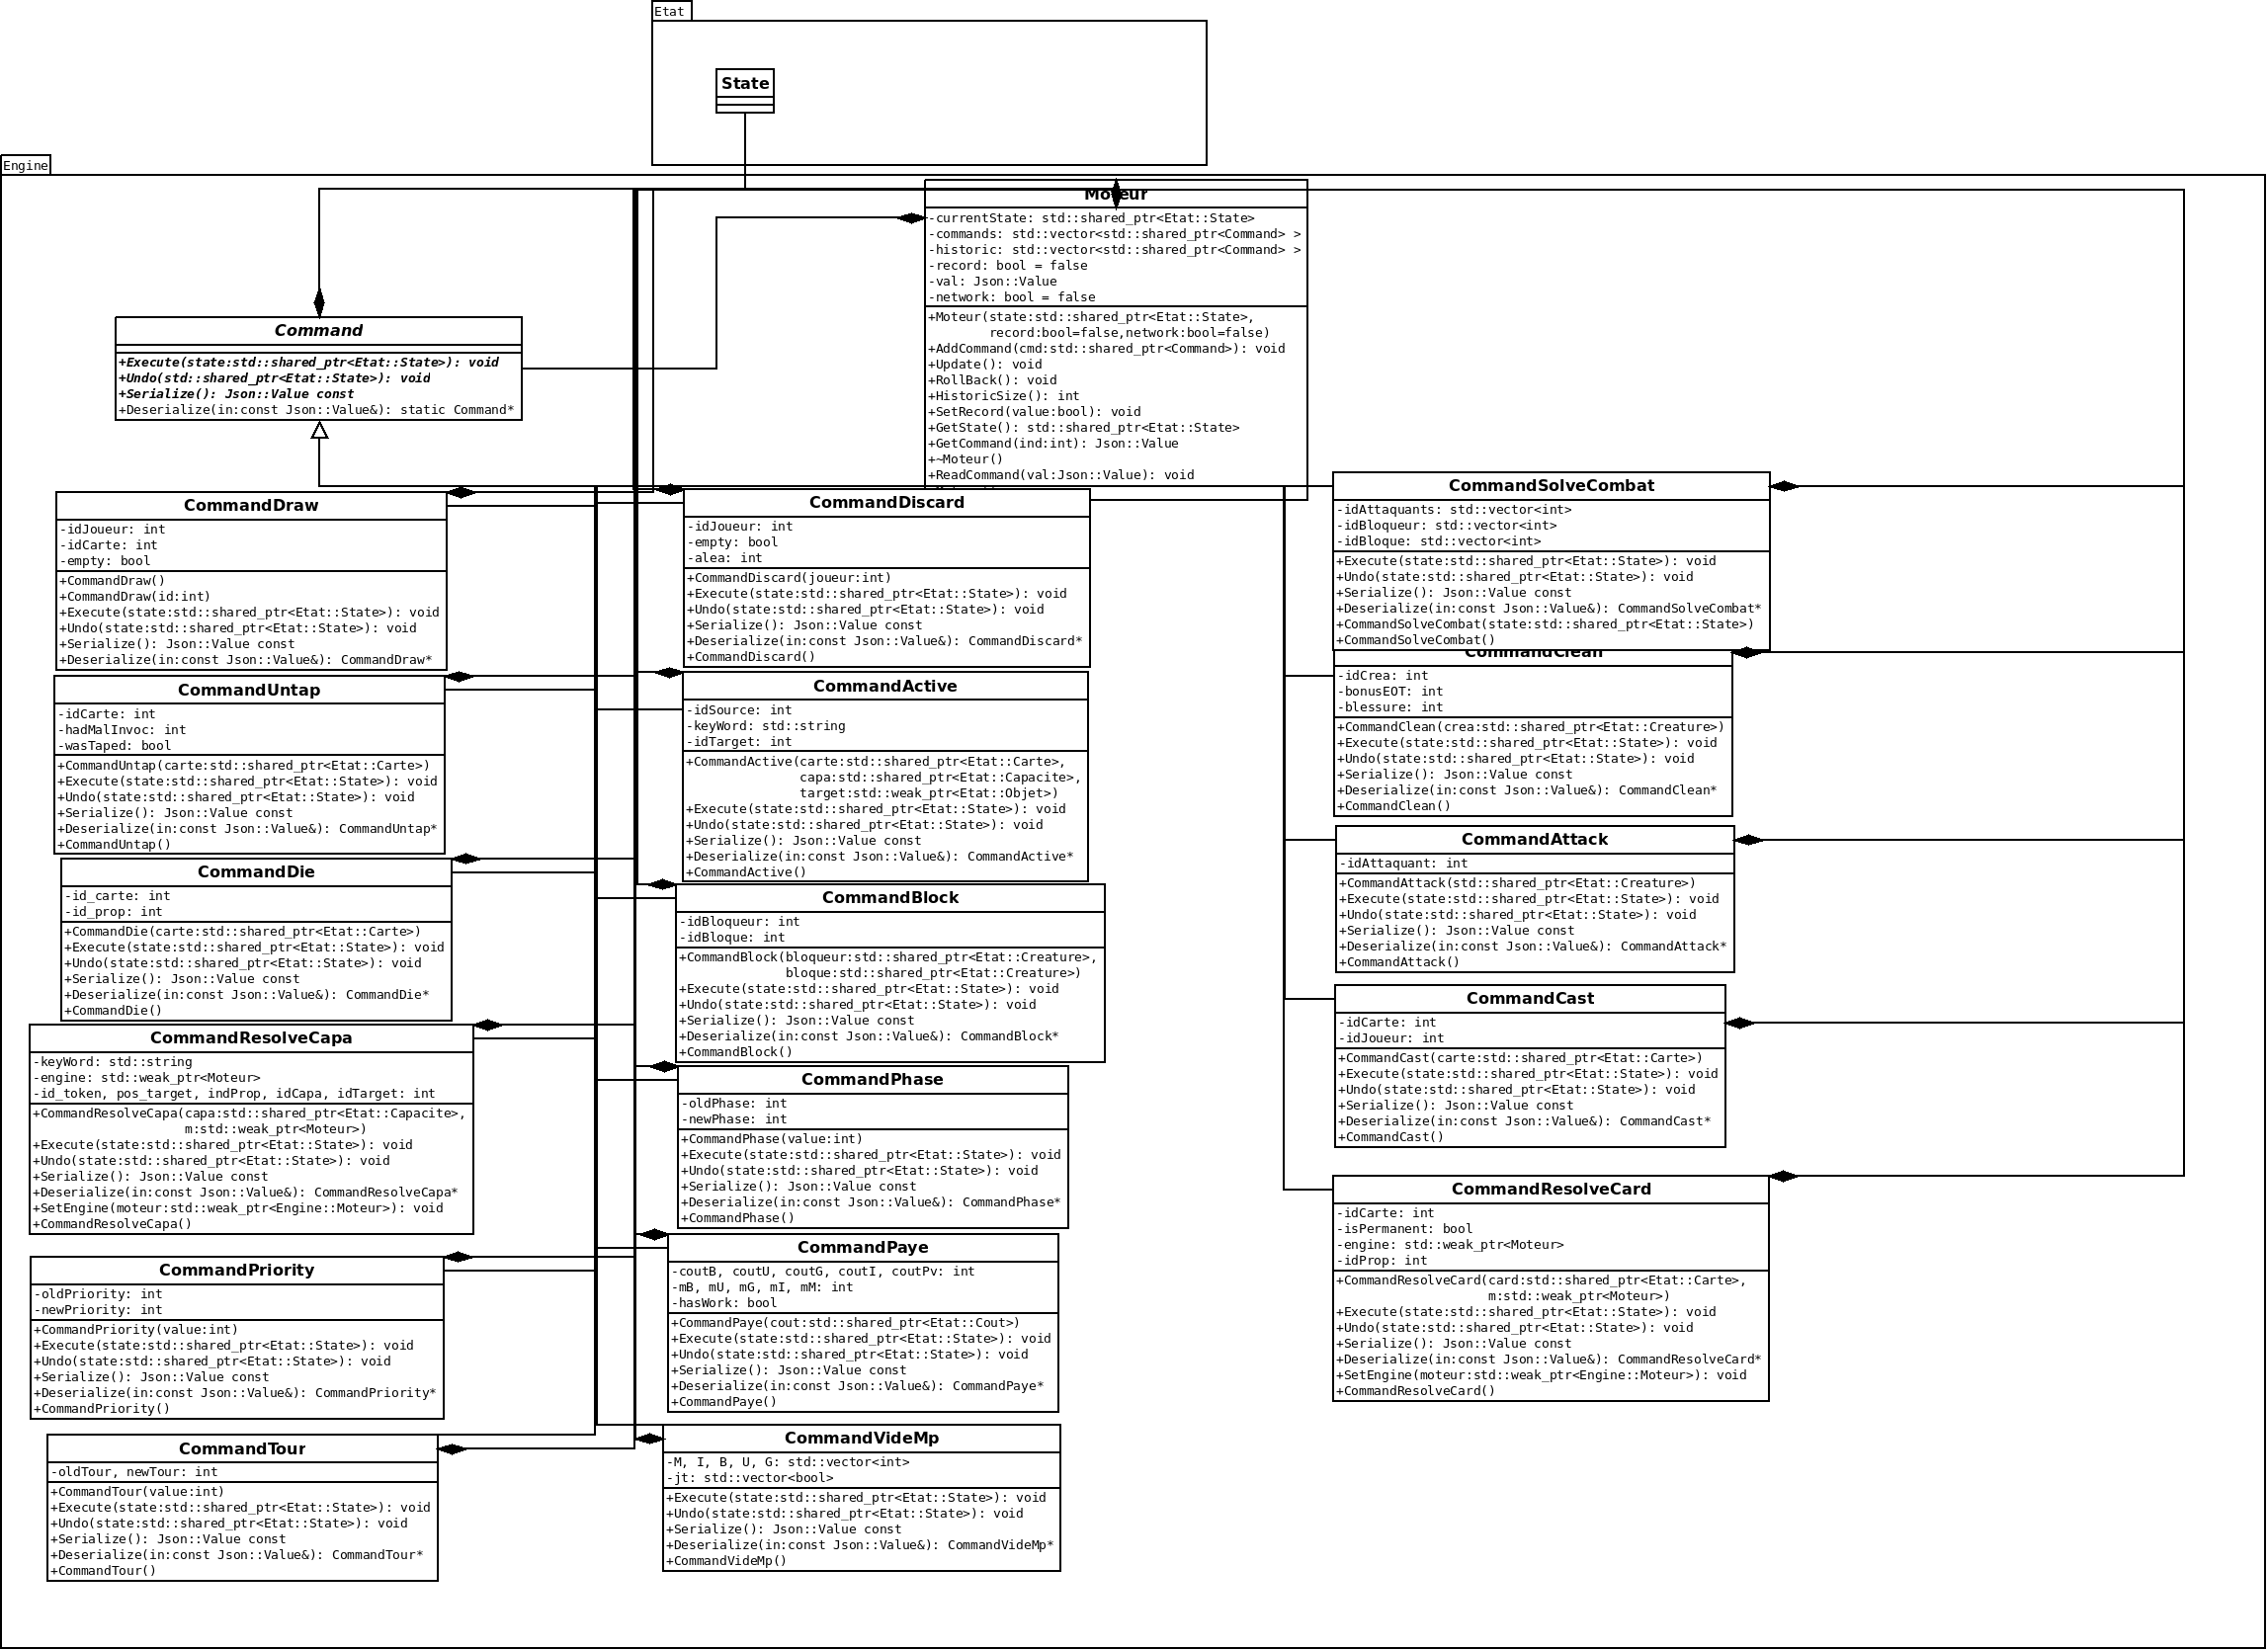 Etat
State
Engine
Moteur
-currentState: std::shared_ptr<Etat::State>
-commands: std::vector<std::shared_ptr<Command> >
-historic: std::vector<std::shared_ptr<Command> >
-record: bool = false
-val: Json::Value
-network: bool = false
+Moteur(state:std::shared_ptr<Etat::State>,
record:bool=false,network:bool=false)
+AddCommand(cmd:std::shared_ptr<Command>): void
+Update(): void
+RollBack(): void
+HistoricSize(): int
+SetRecord(value:bool): void
+GetState(): std::shared_ptr<Etat::State>
+GetCommand(ind:int): Json::Value
+~Moteur()
+ReadCommand(val:Json::Value): void
Command
+Execute(state:std::shared_ptr<Etat::State>): void
+Undo(std::shared_ptr<Etat::State>): void
+Serialize(): Json::Value const
+Deserialize(in:const Json::Value&): static Command*
CommandDraw
-idJoueur: int
-idCarte: int
-empty: bool
+CommandDraw()
+CommandDraw(id:int)
+Execute(state:std::shared_ptr<Etat::State>): void
+Undo(state:std::shared_ptr<Etat::State>): void
+Serialize(): Json::Value const
+Deserialize(in:const Json::Value&): CommandDraw*
CommandUntap
-idCarte: int
-hadMalInvoc: int
-wasTaped: bool
+CommandUntap(carte:std::shared_ptr<Etat::Carte>)
+Execute(state:std::shared_ptr<Etat::State>): void
+Undo(state:std::shared_ptr<Etat::State>): void
+Serialize(): Json::Value const
+Deserialize(in:const Json::Value&): CommandUntap*
+CommandUntap()
CommandDie
-id_carte: int
-id_prop: int
+CommandDie(carte:std::shared_ptr<Etat::Carte>)
+Execute(state:std::shared_ptr<Etat::State>): void
+Undo(state:std::shared_ptr<Etat::State>): void
+Serialize(): Json::Value const
+Deserialize(in:const Json::Value&): CommandDie*
+CommandDie()
CommandResolveCapa
-keyWord: std::string
-engine: std::weak_ptr<Moteur>
-id_token, pos_target, indProp, idCapa, idTarget: int
+CommandResolveCapa(capa:std::shared_ptr<Etat::Capacite>,
m:std::weak_ptr<Moteur>)
+Execute(state:std::shared_ptr<Etat::State>): void
+Undo(state:std::shared_ptr<Etat::State>): void
+Serialize(): Json::Value const
+Deserialize(in:const Json::Value&): CommandResolveCapa*
+SetEngine(moteur:std::weak_ptr<Engine::Moteur>): void
+CommandResolveCapa()
CommandPriority
-oldPriority: int
-newPriority: int
+CommandPriority(value:int)
+Execute(state:std::shared_ptr<Etat::State>): void
+Undo(state:std::shared_ptr<Etat::State>): void
+Serialize(): Json::Value const
+Deserialize(in:const Json::Value&): CommandPriority*
+CommandPriority()
CommandTour
-oldTour, newTour: int
+CommandTour(value:int)
+Execute(state:std::shared_ptr<Etat::State>): void
+Undo(state:std::shared_ptr<Etat::State>): void
+Serialize(): Json::Value const
+Deserialize(in:const Json::Value&): CommandTour*
+CommandTour()
CommandDiscard
-idJoueur: int
-empty: bool
-alea: int
+CommandDiscard(joueur:int)
+Execute(state:std::shared_ptr<Etat::State>): void
+Undo(state:std::shared_ptr<Etat::State>): void
+Serialize(): Json::Value const
+Deserialize(in:const Json::Value&): CommandDiscard*
+CommandDiscard()
CommandActive
-idSource: int
-keyWord: std::string
-idTarget: int
+CommandActive(carte:std::shared_ptr<Etat::Carte>,
capa:std::shared_ptr<Etat::Capacite>,
target:std::weak_ptr<Etat::Objet>)
+Execute(state:std::shared_ptr<Etat::State>): void
+Undo(state:std::shared_ptr<Etat::State>): void
+Serialize(): Json::Value const
+Deserialize(in:const Json::Value&): CommandActive*
+CommandActive()
CommandBlock
-idBloqueur: int
-idBloque: int
+CommandBlock(bloqueur:std::shared_ptr<Etat::Creature>,
bloque:std::shared_ptr<Etat::Creature>)
+Execute(state:std::shared_ptr<Etat::State>): void
+Undo(state:std::shared_ptr<Etat::State>): void
+Serialize(): Json::Value const
+Deserialize(in:const Json::Value&): CommandBlock*
+CommandBlock()
CommandPhase
-oldPhase: int
-newPhase: int
+CommandPhase(value:int)
+Execute(state:std::shared_ptr<Etat::State>): void
+Undo(state:std::shared_ptr<Etat::State>): void
+Serialize(): Json::Value const
+Deserialize(in:const Json::Value&): CommandPhase*
+CommandPhase()
CommandPaye
-coutB, coutU, coutG, coutI, coutPv: int
-mB, mU, mG, mI, mM: int
-hasWork: bool
+CommandPaye(cout:std::shared_ptr<Etat::Cout>)
+Execute(state:std::shared_ptr<Etat::State>): void
+Undo(state:std::shared_ptr<Etat::State>): void
+Serialize(): Json::Value const
+Deserialize(in:const Json::Value&): CommandPaye*
+CommandPaye()
CommandVideMp
-M, I, B, U, G: std::vector<int>
-jt: std::vector<bool>
+Execute(state:std::shared_ptr<Etat::State>): void
+Undo(state:std::shared_ptr<Etat::State>): void
+Serialize(): Json::Value const
+Deserialize(in:const Json::Value&): CommandVideMp*
+CommandVideMp()
CommandSolveCombat
-idAttaquants: std::vector<int>
-idBloqueur: std::vector<int>
-idBloque: std::vector<int>
+Execute(state:std::shared_ptr<Etat::State>): void
+Undo(state:std::shared_ptr<Etat::State>): void
+Serialize(): Json::Value const
+Deserialize(in:const Json::Value&): CommandSolveCombat*
+CommandSolveCombat(state:std::shared_ptr<Etat::State>)
+CommandSolveCombat()
CommandClean
-idCrea: int
-bonusEOT: int
-blessure: int
+CommandClean(crea:std::shared_ptr<Etat::Creature>)
+Execute(state:std::shared_ptr<Etat::State>): void
+Undo(state:std::shared_ptr<Etat::State>): void
+Serialize(): Json::Value const
+Deserialize(in:const Json::Value&): CommandClean*
+CommandClean()
CommandAttack
-idAttaquant: int
+CommandAttack(std::shared_ptr<Etat::Creature>)
+Execute(state:std::shared_ptr<Etat::State>): void
+Undo(state:std::shared_ptr<Etat::State>): void
+Serialize(): Json::Value const
+Deserialize(in:const Json::Value&): CommandAttack*
+CommandAttack()
CommandCast
-idCarte: int
-idJoueur: int
+CommandCast(carte:std::shared_ptr<Etat::Carte>)
+Execute(state:std::shared_ptr<Etat::State>): void
+Undo(state:std::shared_ptr<Etat::State>): void
+Serialize(): Json::Value const
+Deserialize(in:const Json::Value&): CommandCast*
+CommandCast()
CommandResolveCard
-idCarte: int
-isPermanent: bool
-engine: std::weak_ptr<Moteur>
-idProp: int
+CommandResolveCard(card:std::shared_ptr<Etat::Carte>,
m:std::weak_ptr<Moteur>)
+Execute(state:std::shared_ptr<Etat::State>): void
+Undo(state:std::shared_ptr<Etat::State>): void
+Serialize(): Json::Value const
+Deserialize(in:const Json::Value&): CommandResolveCard*
+SetEngine(moteur:std::weak_ptr<Engine::Moteur>): void
+CommandResolveCard()